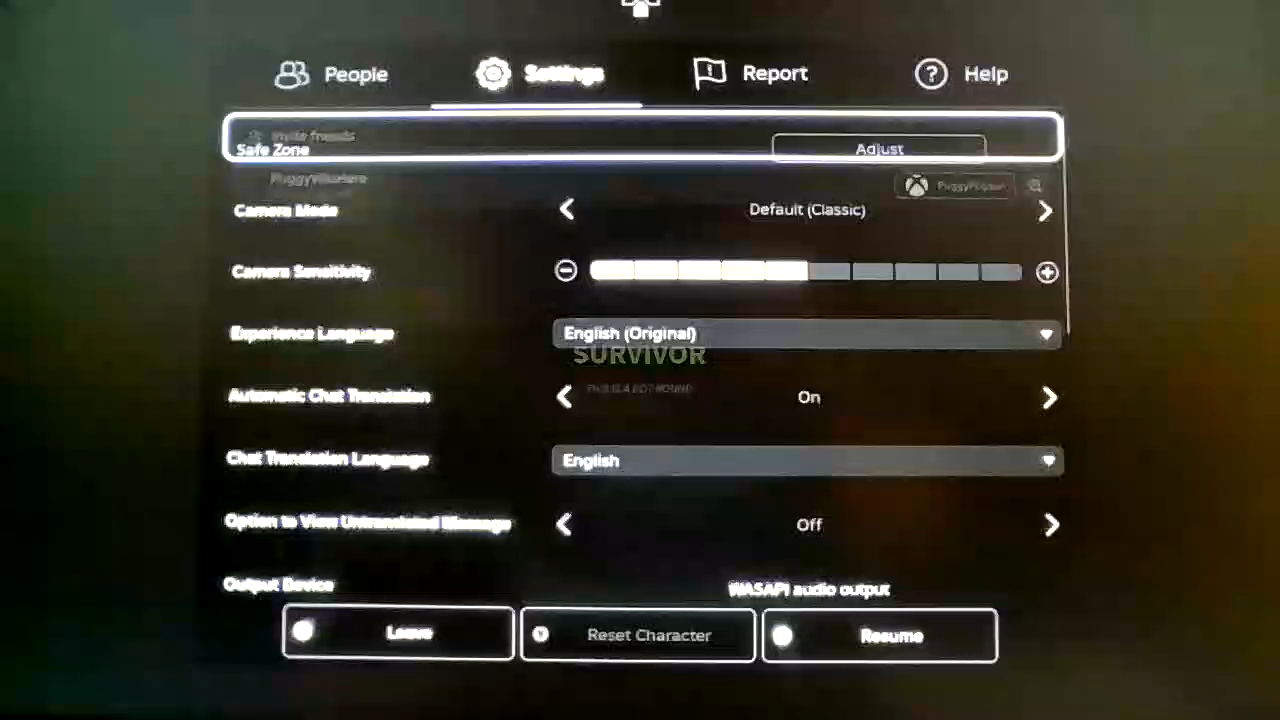 People Settings Report Help
Invite friends
Safe Zone Adjust
Camera Mode Default (Classic)
Camera Sensitivity
Experience Language English (Original)
SURVIVOR
Automatic Chat Translation On
Chat Translation Language English
Option to View Untranslated Message Off
Output Device WASAPI audio output
Leave Reset Character Resume